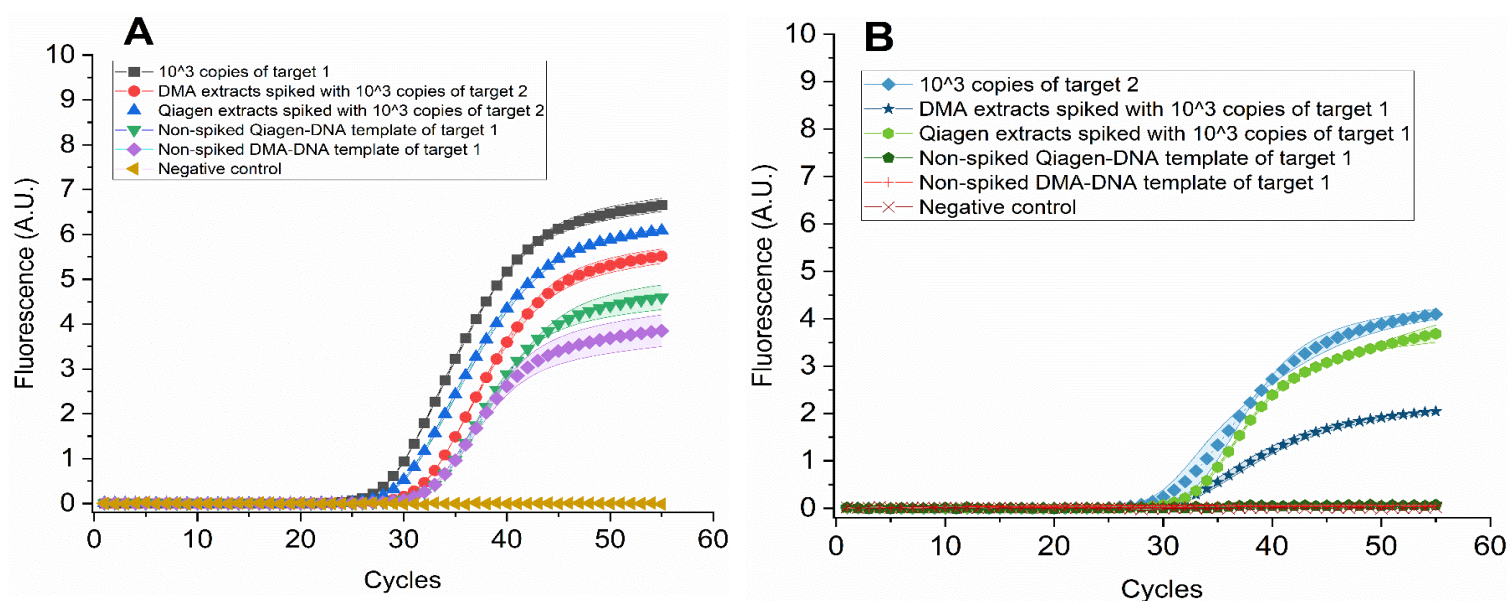 A
10
9
8
7
6
5
4
3
2
1
0
Fluorescence (A.U.)
10^3 copies of target 1
DMA extracts spiked with 10^3 copies of target 2
Qiagen extracts spiked with 10^3 copies of target 2
Non-spiked Qiagen-DNA template of target 1
Non-spiked DMA-DNA template of target 1
Negative control
0 10 20 30 40 50 60
Cycles
B
10
9
8
7
6
5
4
3
2
1
0
Fluorescence (A.U.)
10^3 copies of target 2
DMA extracts spiked with 10^3 copies of target 1
Qiagen extracts spiked with 10^3 copies of target 1
Non-spiked Qiagen-DNA template of target 1
Non-spiked DMA-DNA template of target 1
Negative control
0 10 20 30 40 50 60
Cycles